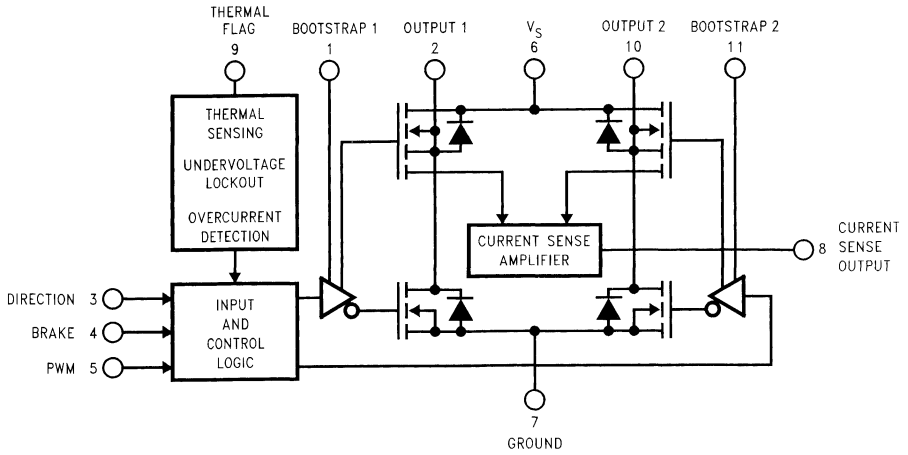 THERMAL
FLAG
9
BOOTSTRAP 1
1
OUTPUT 1
2
VS
6
OUTPUT 2
10
BOOTSTRAP 2
11
THERMAL
SENSING
UNDERVOLTAGE
LOCKOUT
OVERCURRENT
DETECTION
CURRENT SENSE
AMPLIFIER
8
CURRENT
SENSE
OUTPUT
DIRECTION 3
BRAKE 4
PWM 5
INPUT
AND
CONTROL
LOGIC
7
GROUND